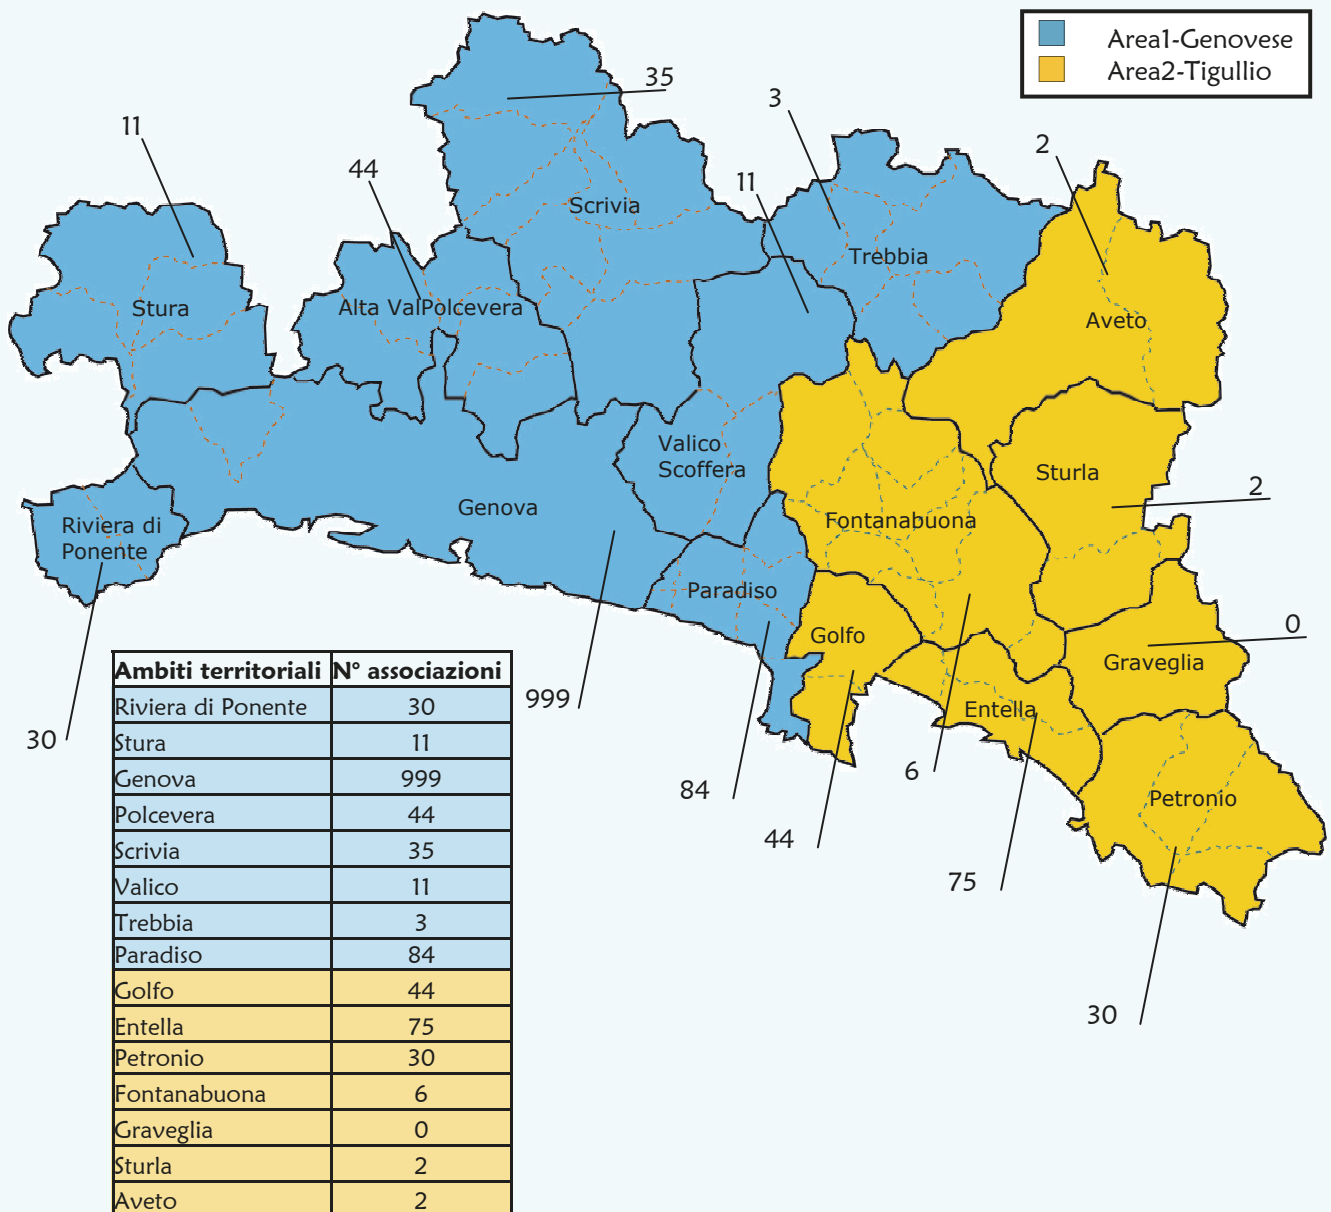 Area1-Genovese
Area2-Tigullio
35
3
11
2
44
11
Scrivia
Trebbia
Stura
Alta ValPolcevera
Aveto
Valico
Scoffera
Sturla
2
Genova
Riviera di
Ponente
Fontanabuona
Paradiso
Golfo
0
Graveglia
Entella
999
30
84
6
44
75
Petronio
30
Ambiti territoriali N° associazioni
Riviera di Ponente 30
Stura 11
Genova 999
Polcevera 44
Scrivia 35
Valico 11
Trebbia 3
Paradiso 84
Golfo 44
Entella 75
Petronio 30
Fontanabuona 6
Graveglia 0
Sturla 2
Aveto 2